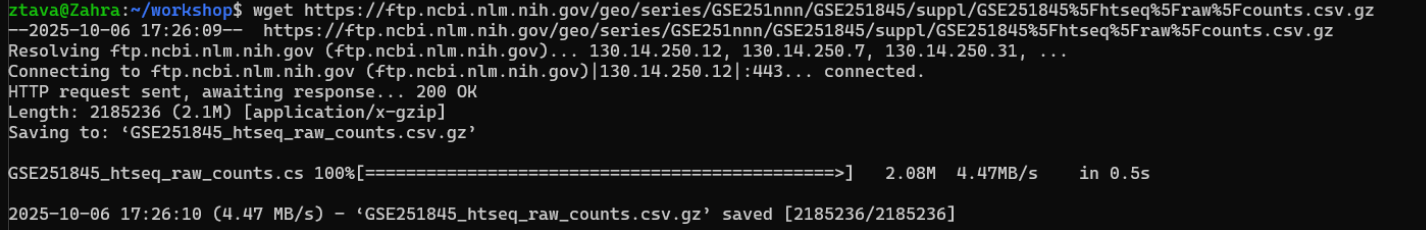 ztava@Zahra:~/workshop$ wget https://ftp.ncbi.nlm.nih.gov/geo/series/GSE251nnn/GSE251845/suppl/GSE251845%5Fhtseq%5Fraw%5Fcounts.csv.gz
--2025-10-06 17:26:09--  https://ftp.ncbi.nlm.nih.gov/geo/series/GSE251nnn/GSE251845/suppl/GSE251845%5Fhtseq%5Fraw%5Fcounts.csv.gz
Resolving ftp.ncbi.nlm.nih.gov (ftp.ncbi.nlm.nih.gov)... 130.14.250.12, 130.14.250.7, 130.14.250.31, ...
Connecting to ftp.ncbi.nlm.nih.gov (ftp.ncbi.nlm.nih.gov)|130.14.250.12|:443... connected.
HTTP request sent, awaiting response... 200 OK
Length: 2185236 (2.1M) [application/x-gzip]
Saving to: ‘GSE251845_htseq_raw_counts.csv.gz’
GSE251845_htseq_raw_counts.cs 100%[==============================================>]   2.08M  4.47MB/s    in 0.5s
2025-10-06 17:26:10 (4.47 MB/s) - ‘GSE251845_htseq_raw_counts.csv.gz’ saved [2185236/2185236]